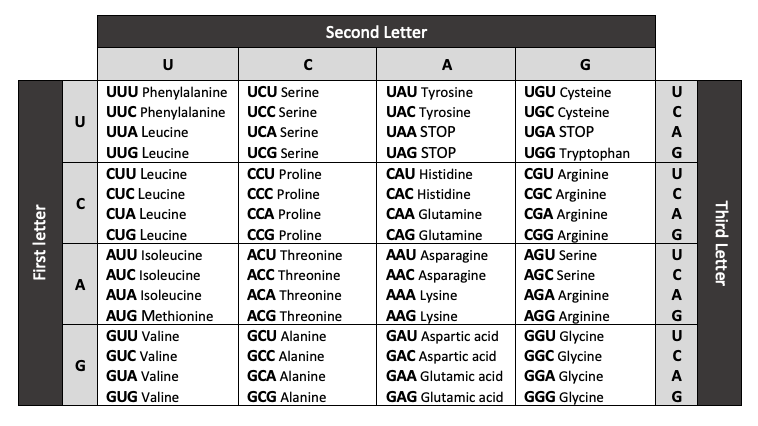 Second Letter
U C A G
First letter
Third Letter
U
UUU Phenylalanine UCU Serine UAU Tyrosine UGU Cysteine U
UUC Phenylalanine UCC Serine UAC Tyrosine UGC Cysteine C
UUA Leucine UCA Serine UAA STOP UGA STOP A
UUG Leucine UCG Serine UAG STOP UGG Tryptophan G
C
CUU Leucine CCU Proline CAU Histidine CGU Arginine U
CUC Leucine CCC Proline CAC Histidine CGC Arginine C
CUA Leucine CCA Proline CAA Glutamine CGA Arginine A
CUG Leucine CCG Proline CAG Glutamine CGG Arginine G
A
AUU Isoleucine ACU Threonine AAU Asparagine AGU Serine U
AUC Isoleucine ACC Threonine AAC Asparagine AGC Serine C
AUA Isoleucine ACA Threonine AAA Lysine AGA Arginine A
AUG Methionine ACG Threonine AAG Lysine AGG Arginine G
G
GUU Valine GCU Alanine GAU Aspartic acid GGU Glycine U
GUC Valine GCC Alanine GAC Aspartic acid GGC Glycine C
GUA Valine GCA Alanine GAA Glutamic acid GGA Glycine A
GUG Valine GCG Alanine GAG Glutamic acid GGG Glycine G